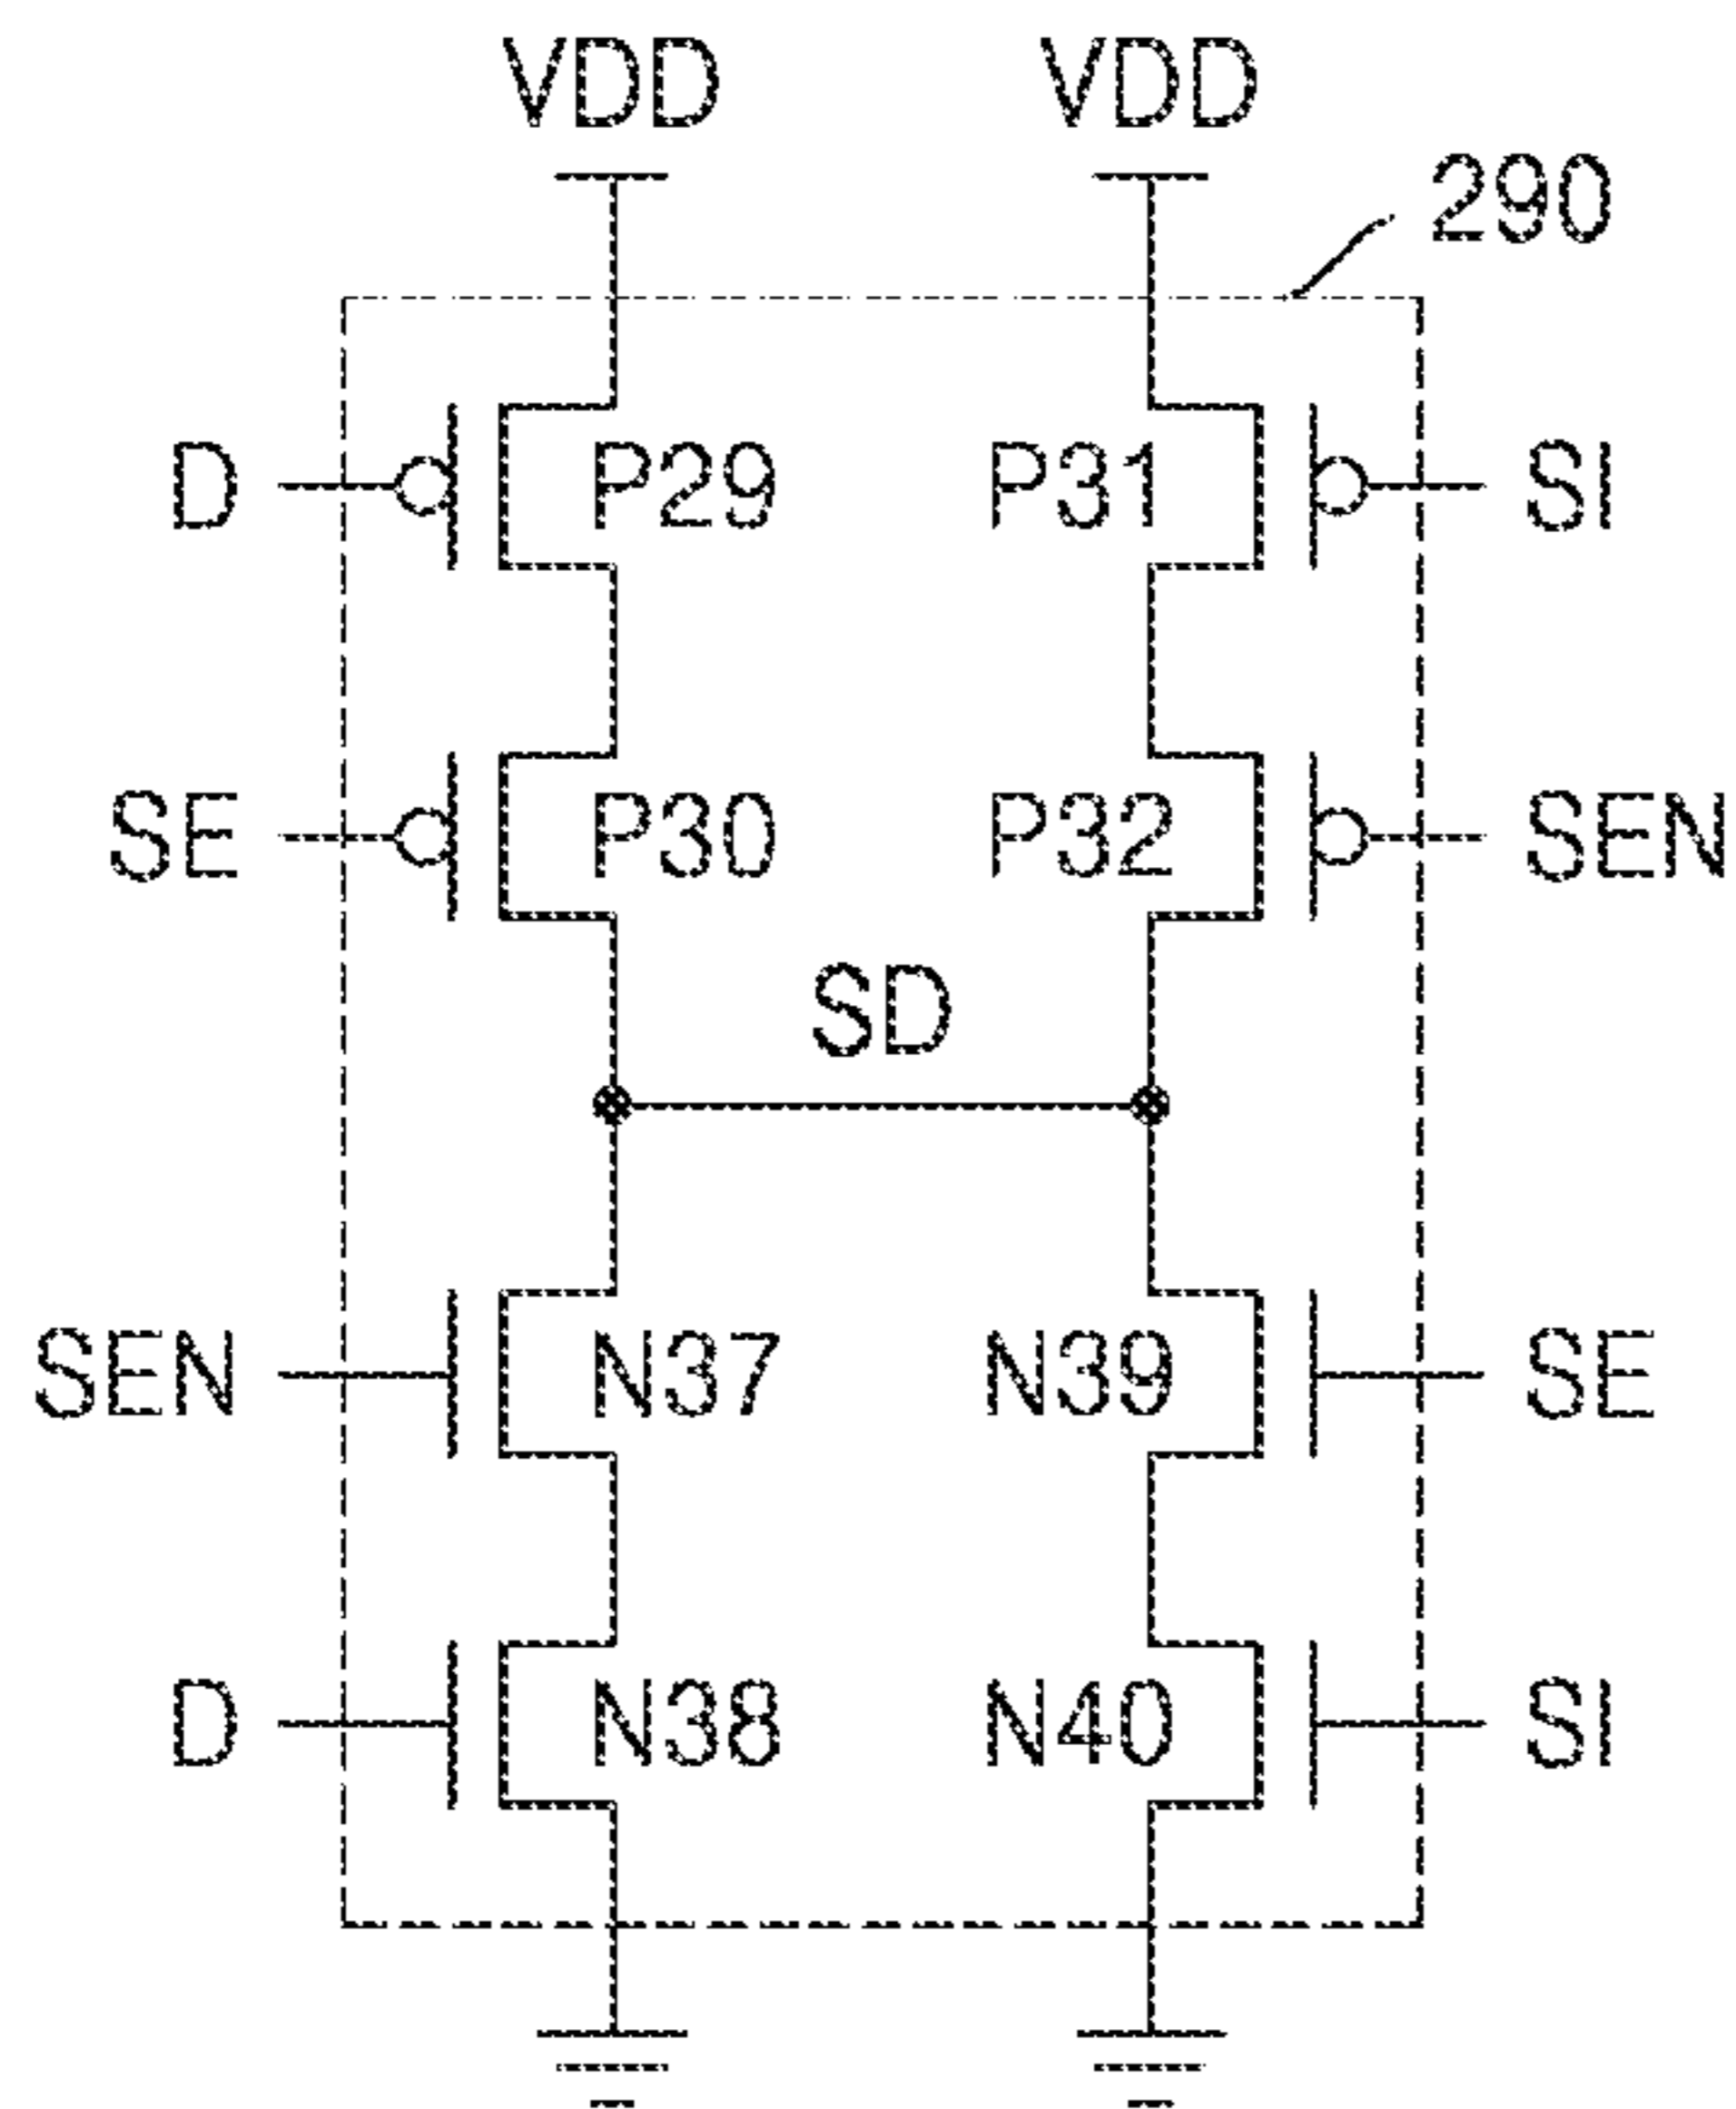 VDD VDD
290
D P29 P31 SI
SE P30 P32 SEN
SD
SEN N37 N39 SE
D N38 N40 SI